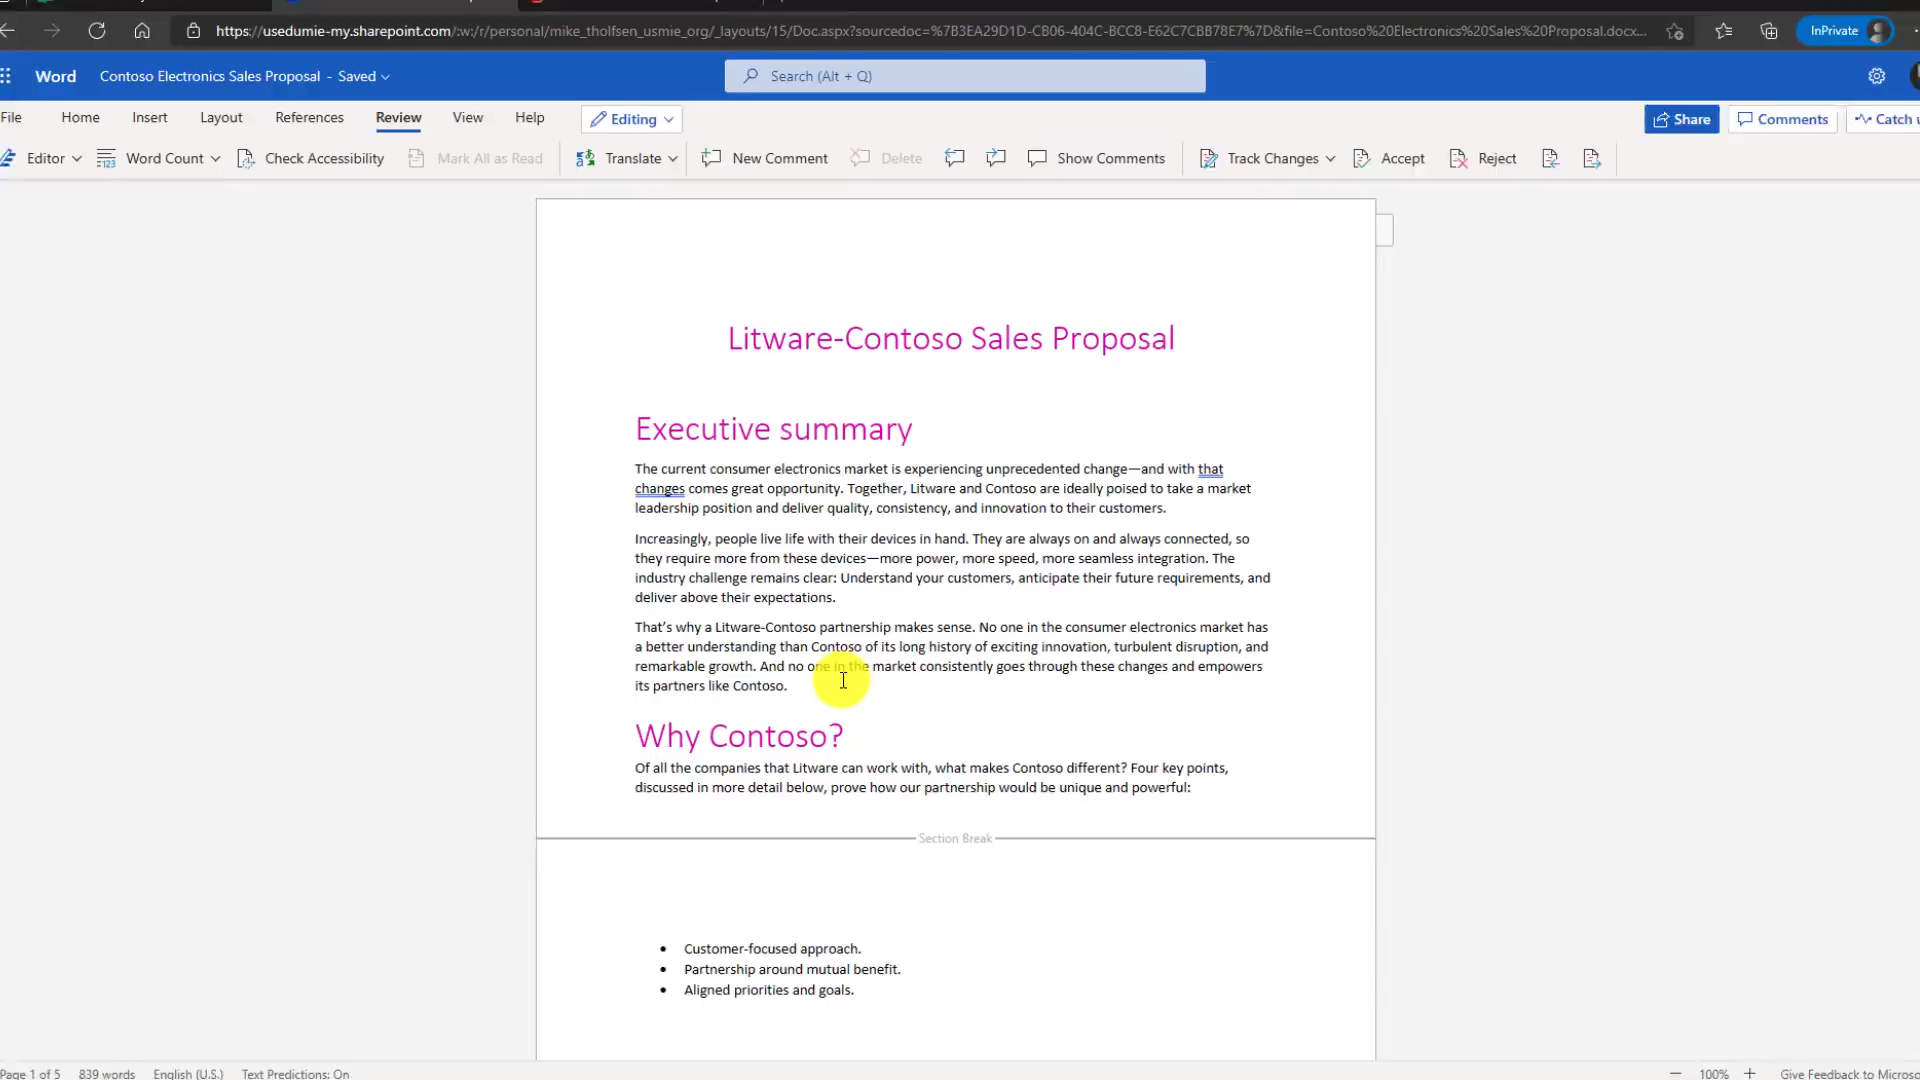 https://usedumie-my.sharepoint.com/:w:/r/personal/mike_tholfsen_usmie_org/_layouts/15/Doc.aspx?sourcedoc=%7B3EA29D1D-CB06-404C-BCC8-E62C7CBB78E7%7D&file=Contoso%20Electronics%20Sales%20Proposal.docx... InPrivate
Word Contoso Electronics Sales Proposal - Saved Search (Alt + Q)
File Home Insert Layout References Review View Help Editing Share Comments Catch
Editor Word Count Check Accessibility Mark All as Read Translate New Comment Delete Show Comments Track Changes Accept Reject
Litware-Contoso Sales Proposal
Executive summary
The current consumer electronics market is experiencing unprecedented change—and with that
changes comes great opportunity. Together, Litware and Contoso are ideally poised to take a market
leadership position and deliver quality, consistency, and innovation to their customers.
Increasingly, people live life with their devices in hand. They are always on and always connected, so
they require more from these devices—more power, more speed, more seamless integration. The
industry challenge remains clear: Understand your customers, anticipate their future requirements, and
deliver above their expectations.
That's why a Litware-Contoso partnership makes sense. No one in the consumer electronics market has
a better understanding than Contoso of its long history of exciting innovation, turbulent disruption, and
remarkable growth. And no one in the market consistently goes through these changes and empowers
its partners like Contoso.
Why Contoso?
Of all the companies that Litware can work with, what makes Contoso different? Four key points,
discussed in more detail below, prove how our partnership would be unique and powerful:
Section Break
• Customer-focused approach.
• Partnership around mutual benefit.
• Aligned priorities and goals.
Page 1 of 5 839 words English (U.S.) Text Predictions: On 100% Give Feedback to Microso